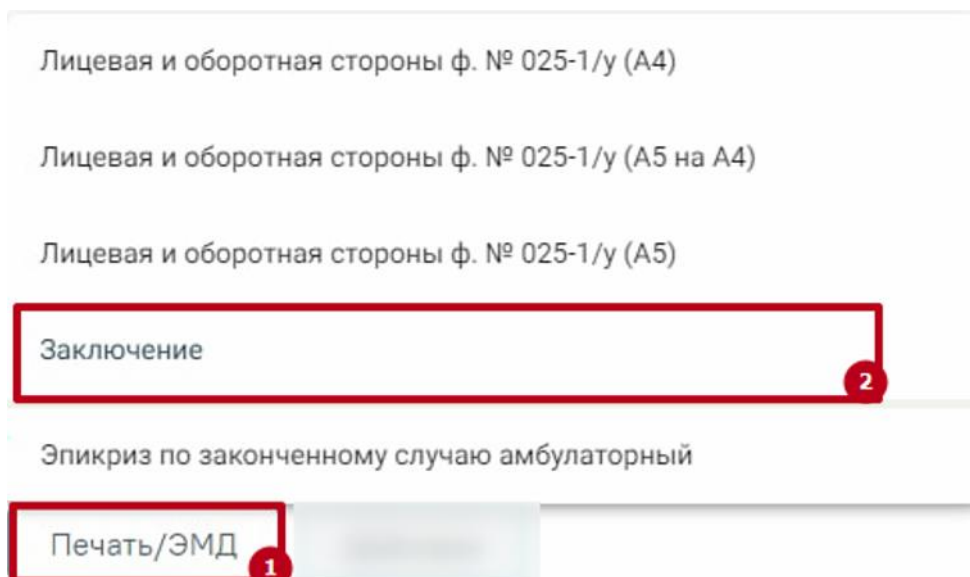 Лицевая и оборотная стороны ф. № 025-1/у (А4)
Лицевая и оборотная стороны ф. № 025-1/у (А5 на А4)
Лицевая и оборотная стороны ф. № 025-1/у (А5)
Заключение
2
Эпикриз по законченному случаю амбулаторный
Печать/ЭМД
1